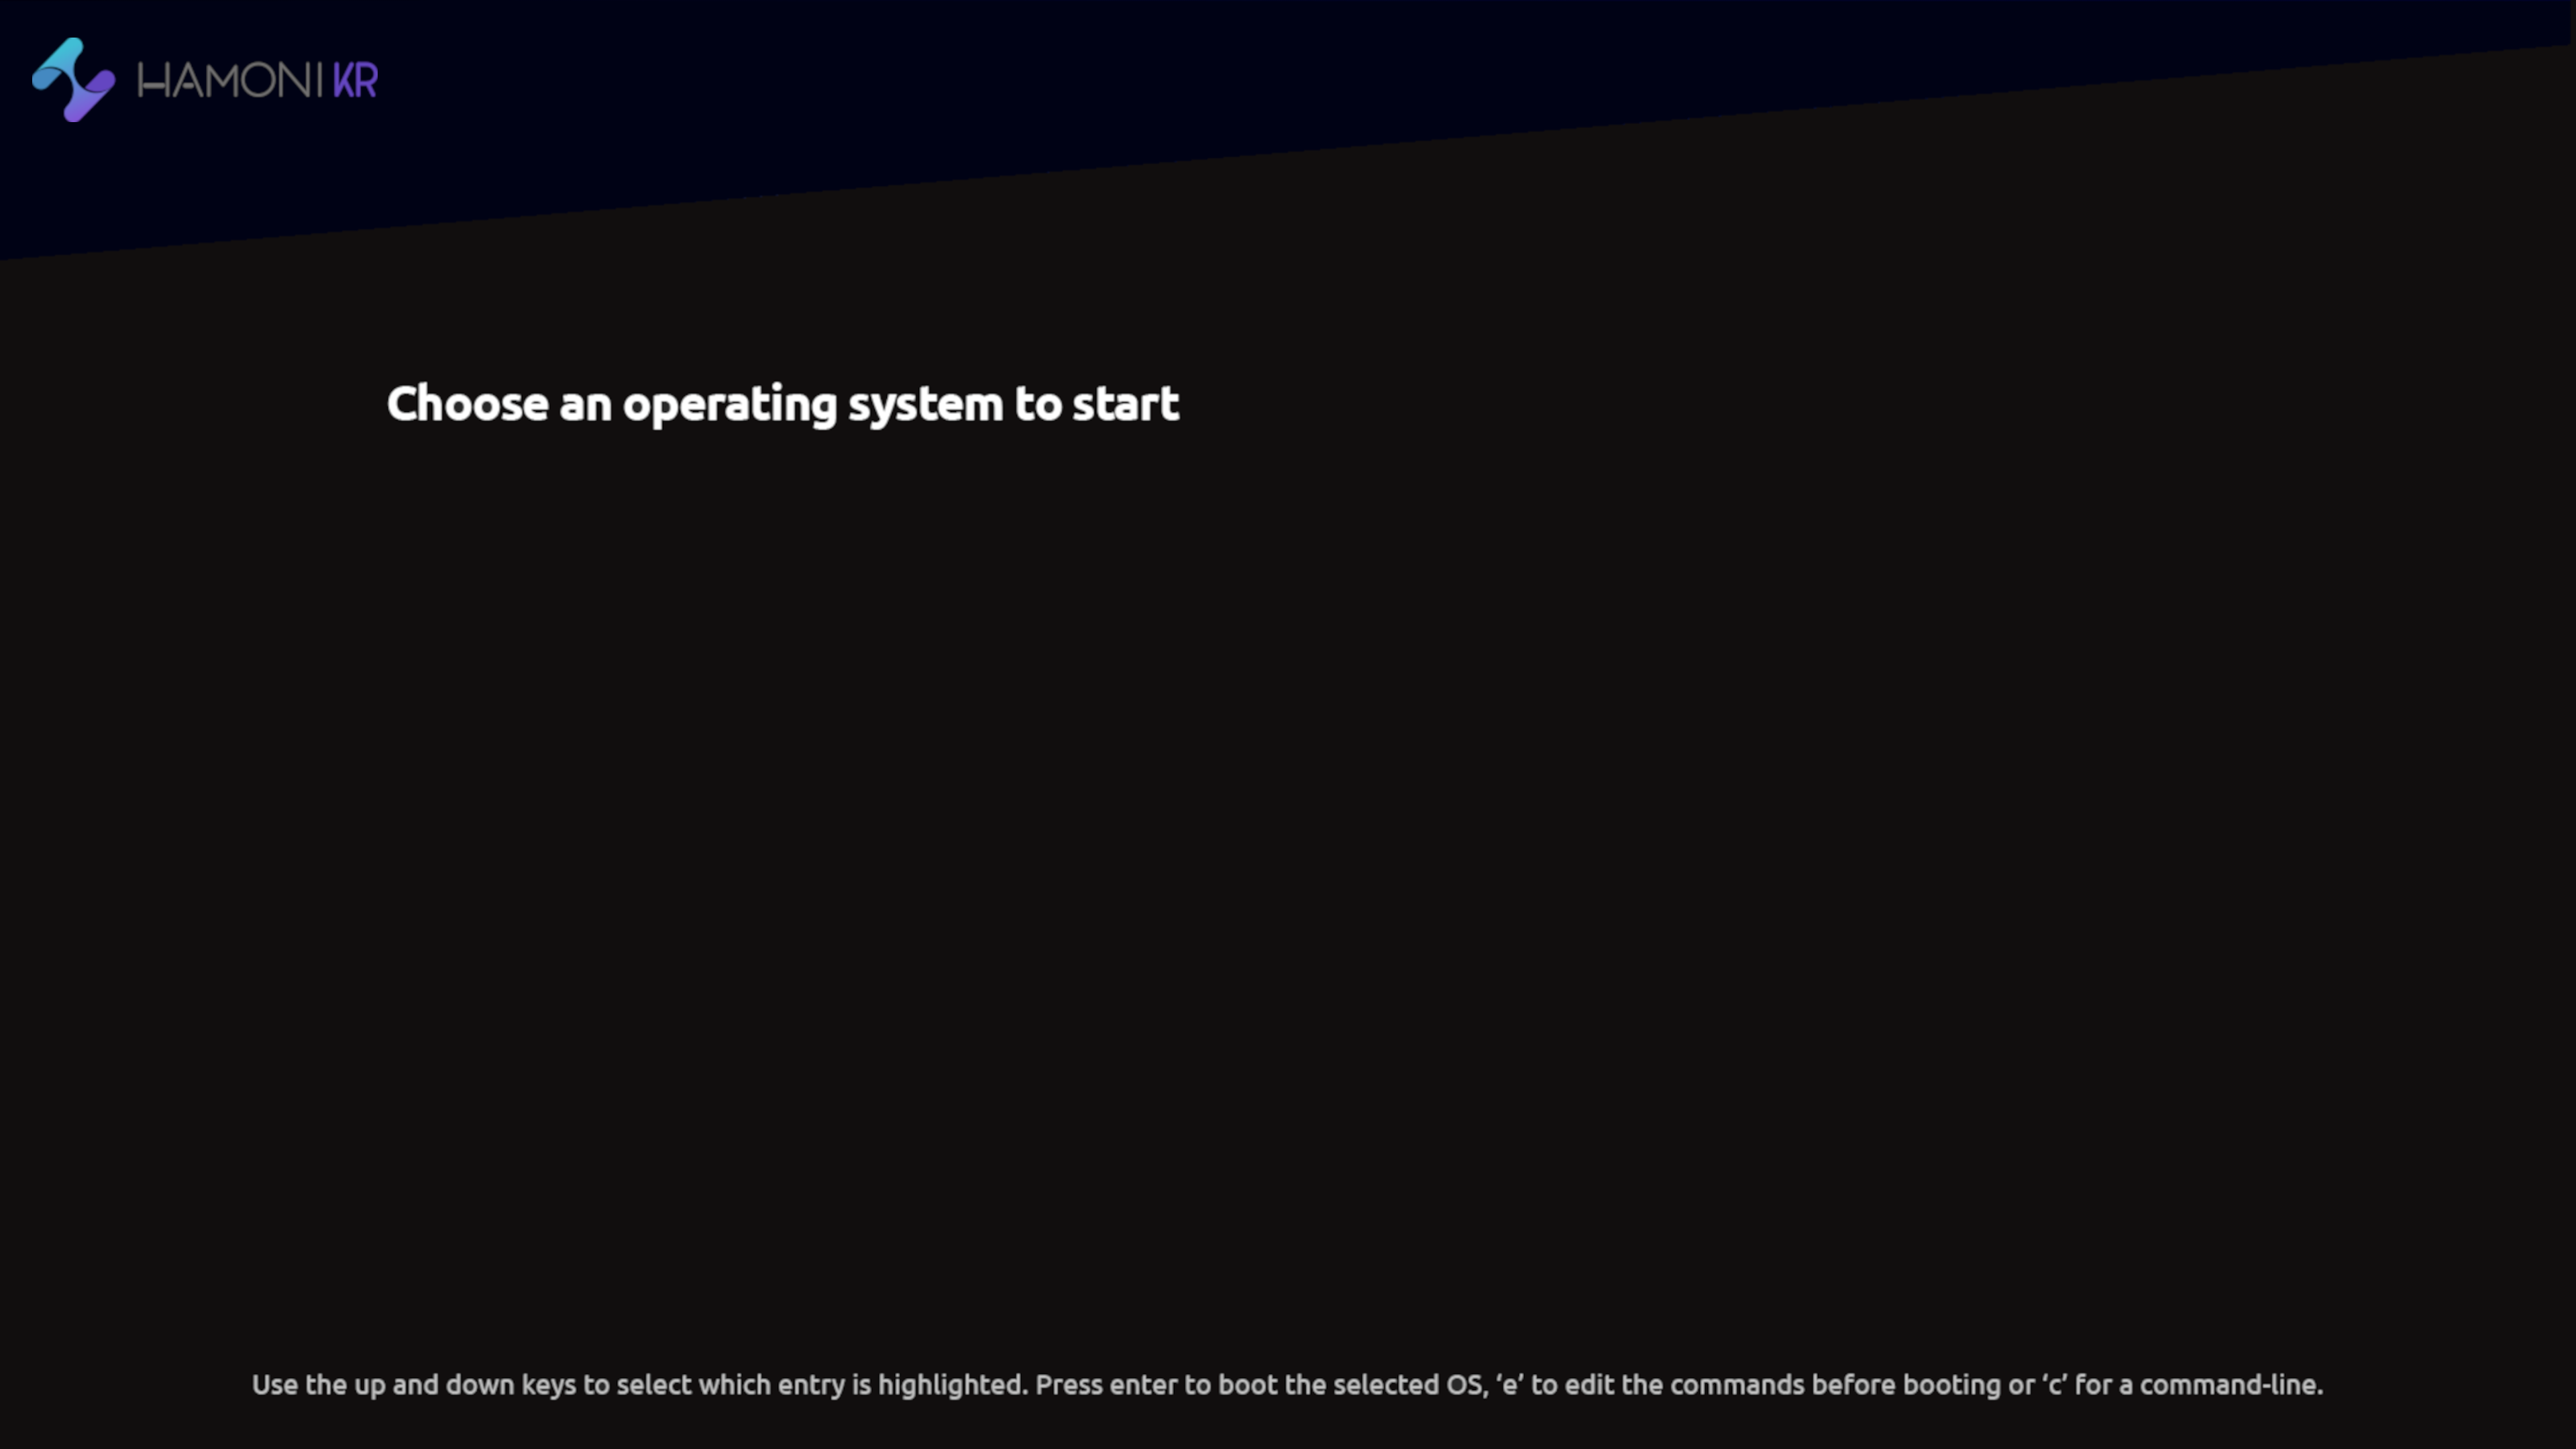 HAMONIKR
Choose an operating system to start
Use the up and down keys to select which entry is highlighted. Press enter to boot the selected OS, ‘e’ to edit the commands before booting or ‘c’ for a command-line.